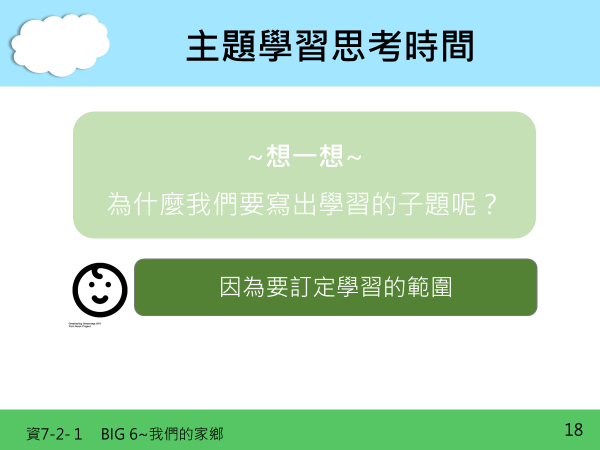 主題學習思考時間
~想一想~
為什麼我們要寫出學習的子題呢？
因為要訂定學習的範圍
資7-2-1 BIG 6~我們的家鄉
18